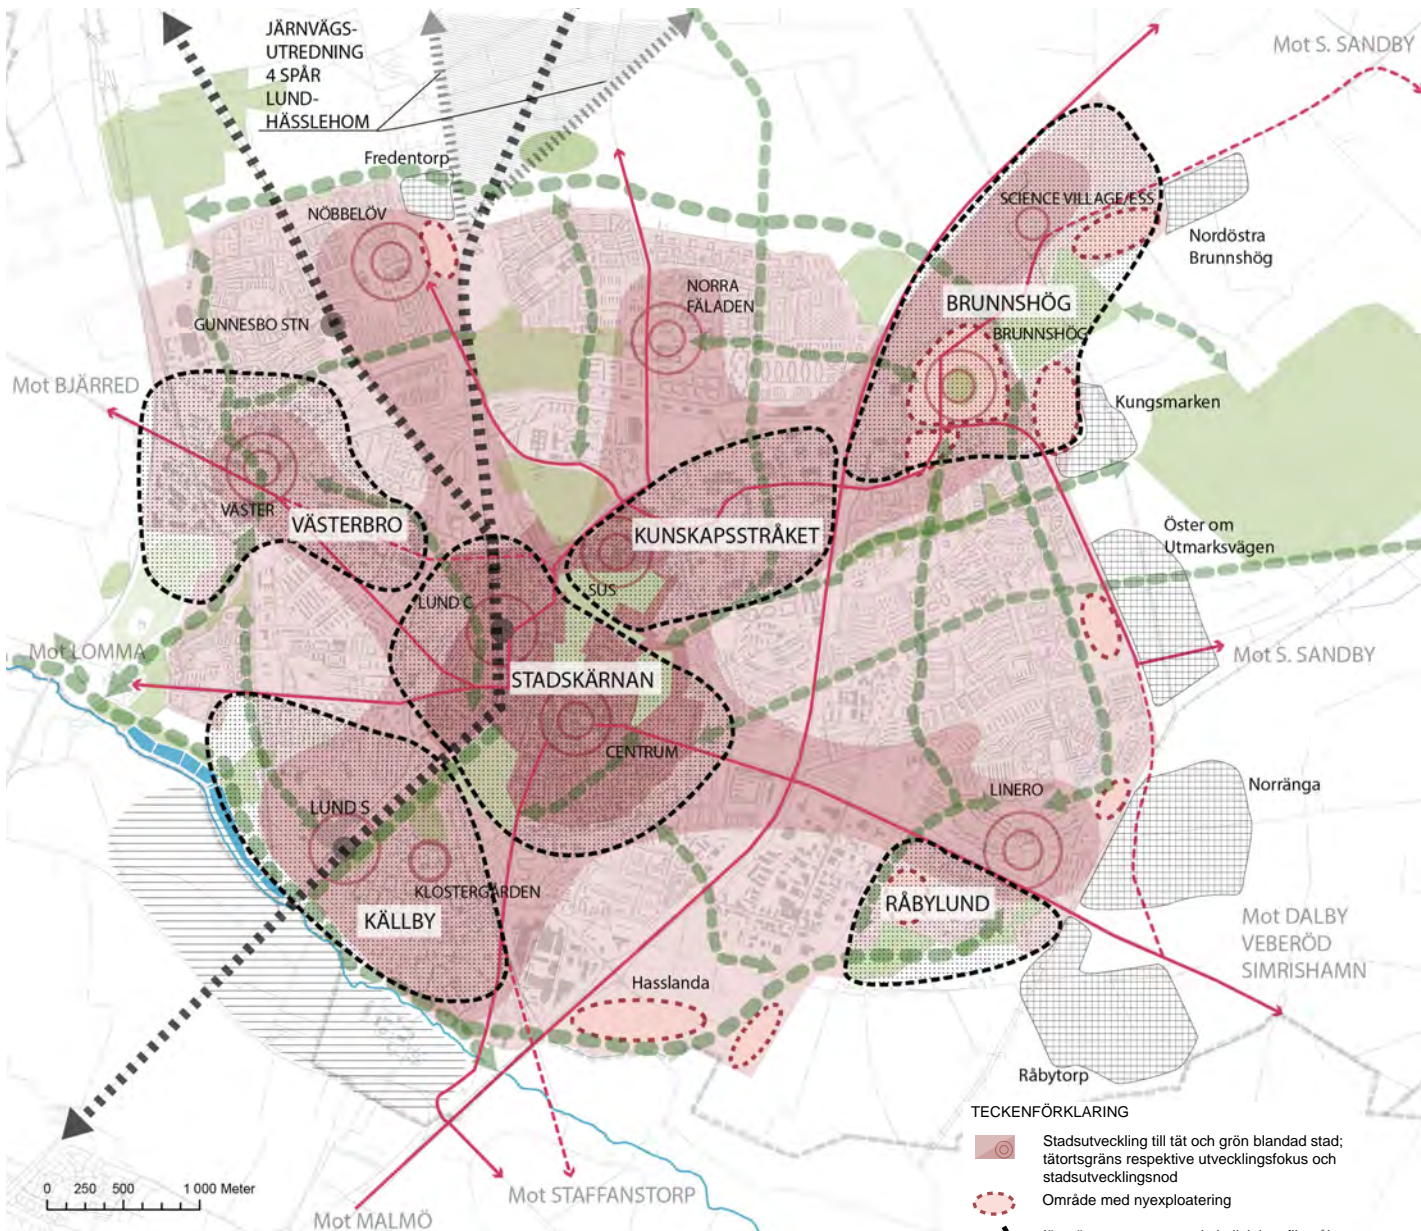 JÄRNVÄGS-
UTREDNING
4 SPÅR
LUND-
HÄSSLEHOM
Mot S. SANDBY
Fredentorp
NÖBBELÖV
SCIENCE VILLAGE/ESS
Nordöstra
Brunnshög
NORRA
FÄLADEN
BRUNNSHÖG
BRUNNSHÖG
GUNNESBO STN
Mot BJÄRRED
Kungsmarken
VÄSTER
VÄSTERBRO
KUNSKAPSSTRÅKET
Öster om
Utmarksvägen
SUS
LUND C
Mot LOMMA
Mot S. SANDBY
STADSKÄRNAN
CENTRUM
LINERO
Norränga
LUND S
KLOSTERGÅRDEN
KÄLLBY
RÅBYLUND
Mot DALBY
VEBERÖD
SIMRISHAMN
Hasslanda
Råbytorp
TECKENFÖRKLARING
Stadsutveckling till tät och grön blandad stad;
tätortsgräns respektive utvecklingsfokus och
stadsutvecklingsnod
Område med nyexploatering
0 250 500 1 000 Meter
Mot STAFFANSTORP
Mot MALMÖ